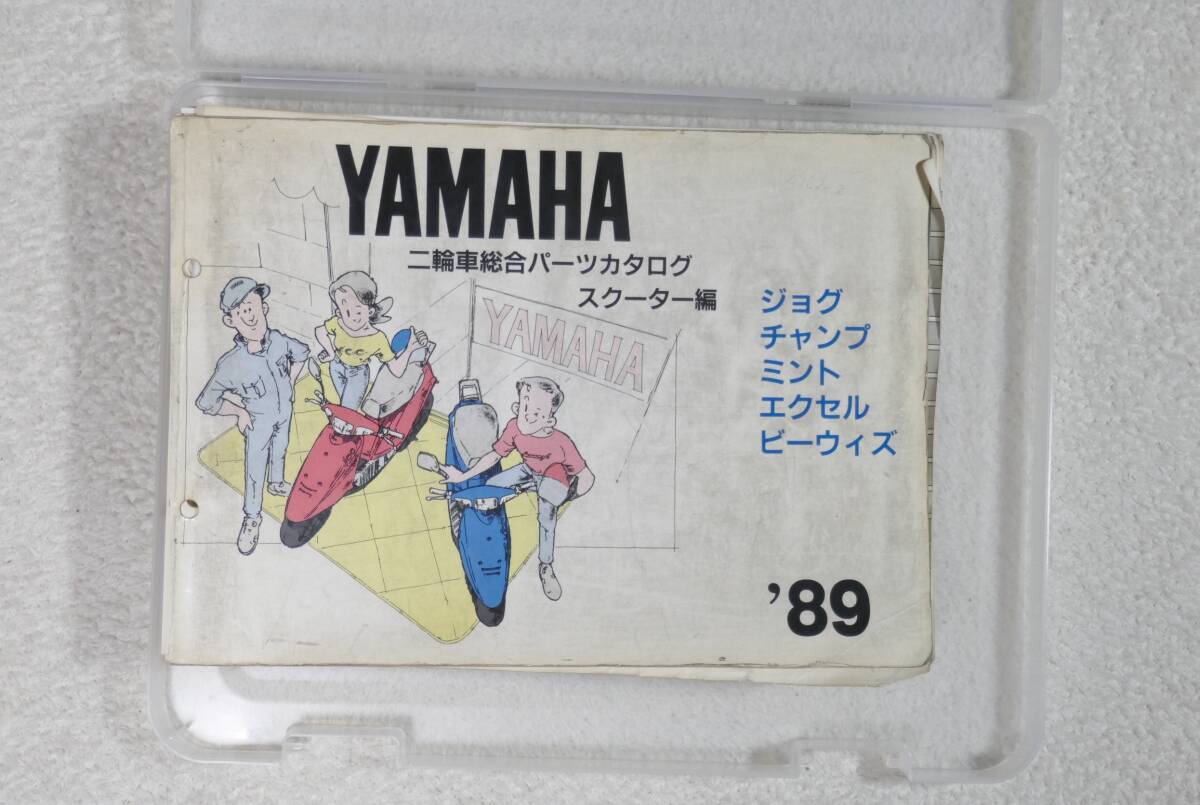 YAMAHA
二輪車総合パーツカタログ
スクーター編
ジョグ
チャンプ
ミント
エクセル
ビーウィズ
YAMAHA
'89